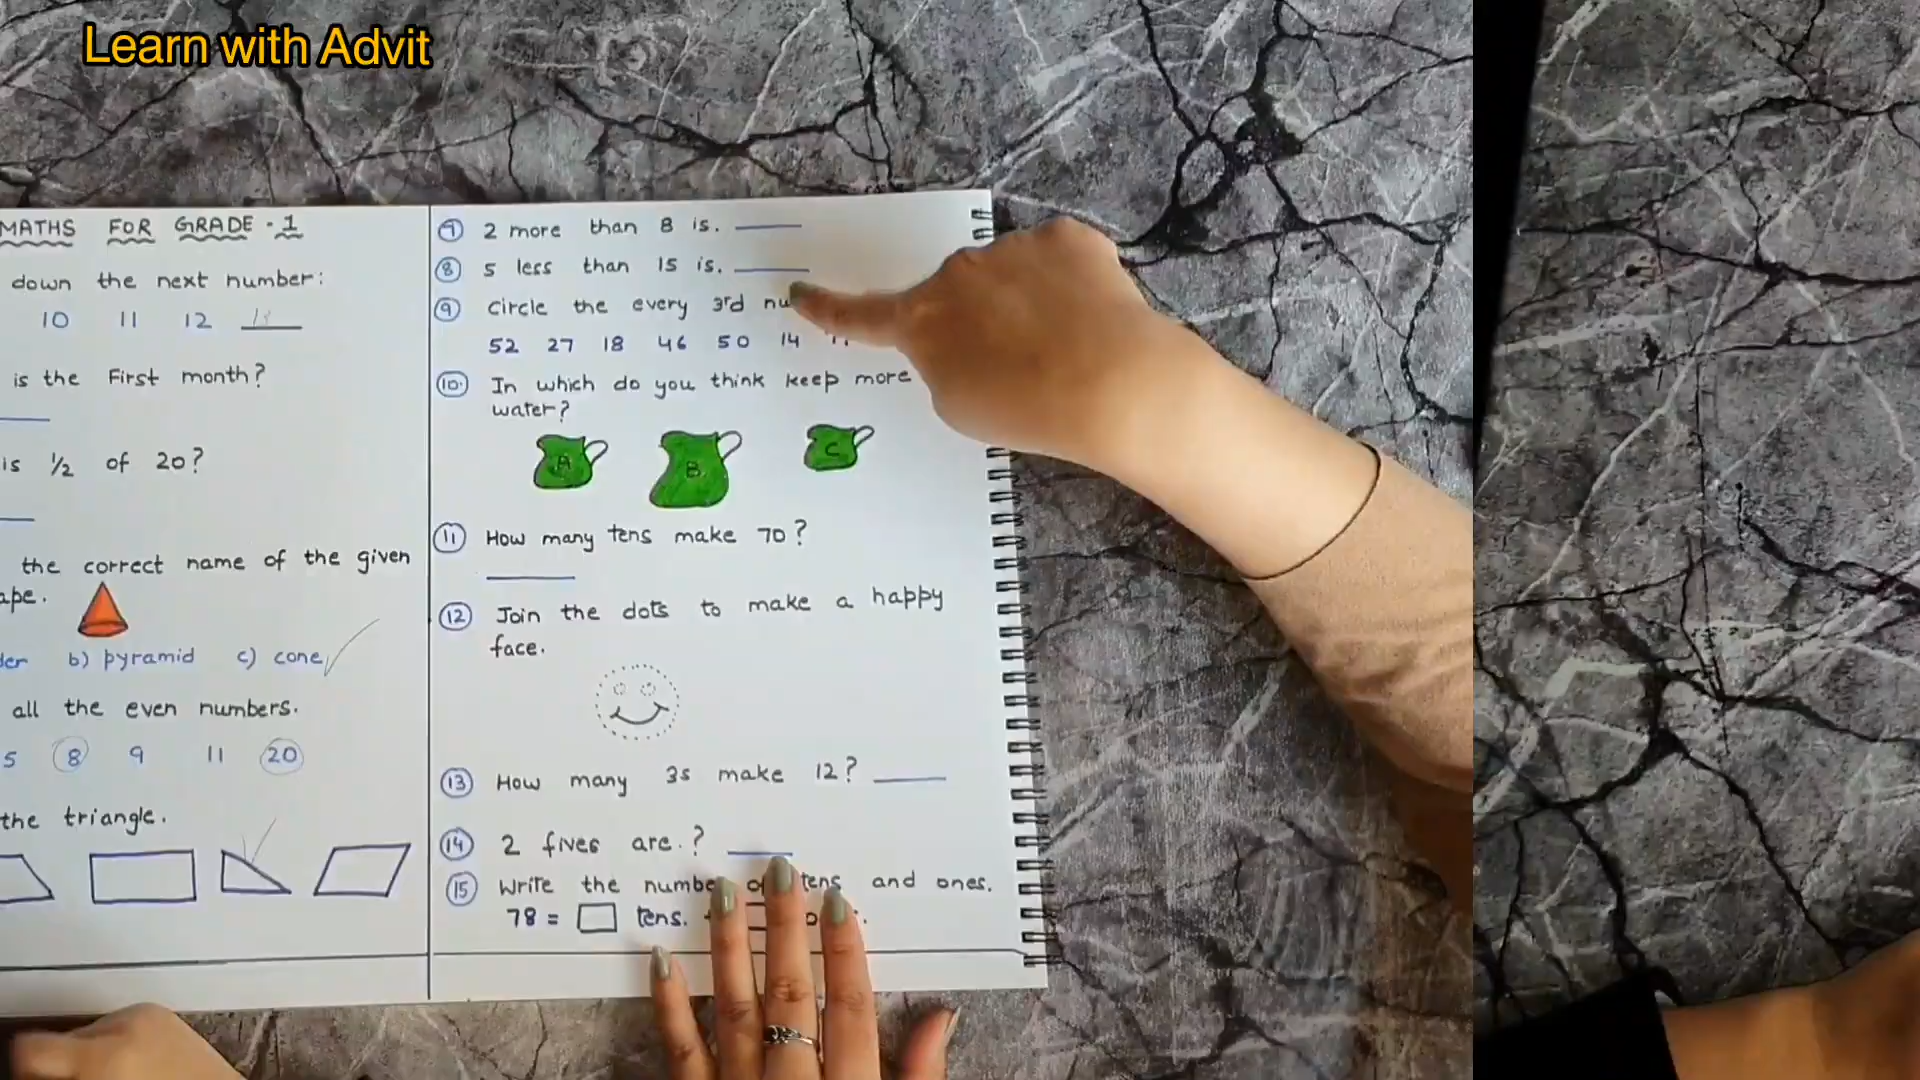 Learn with Advit
MATHS FOR GRADE - 1
down the next number:
10 11 12 13
is the First month?
is 1/2 of 20?
the correct name of the given
ape.
der b) pyramid c) cone
all the even numbers.
5 8 9 11 20
the triangle.
7 2 more than 8 is.
8 5 less than 15 is.
9 Circle the every 3rd
52 27 18 46 50 14
10. In which do you think keep more
water?
A B C
11 How many tens make 70?
12 Join the dots to make a happy
face.
13 How many 3s make 12?
14 2 fives are.?
15 Write the number of tens and ones.
78 = tens.